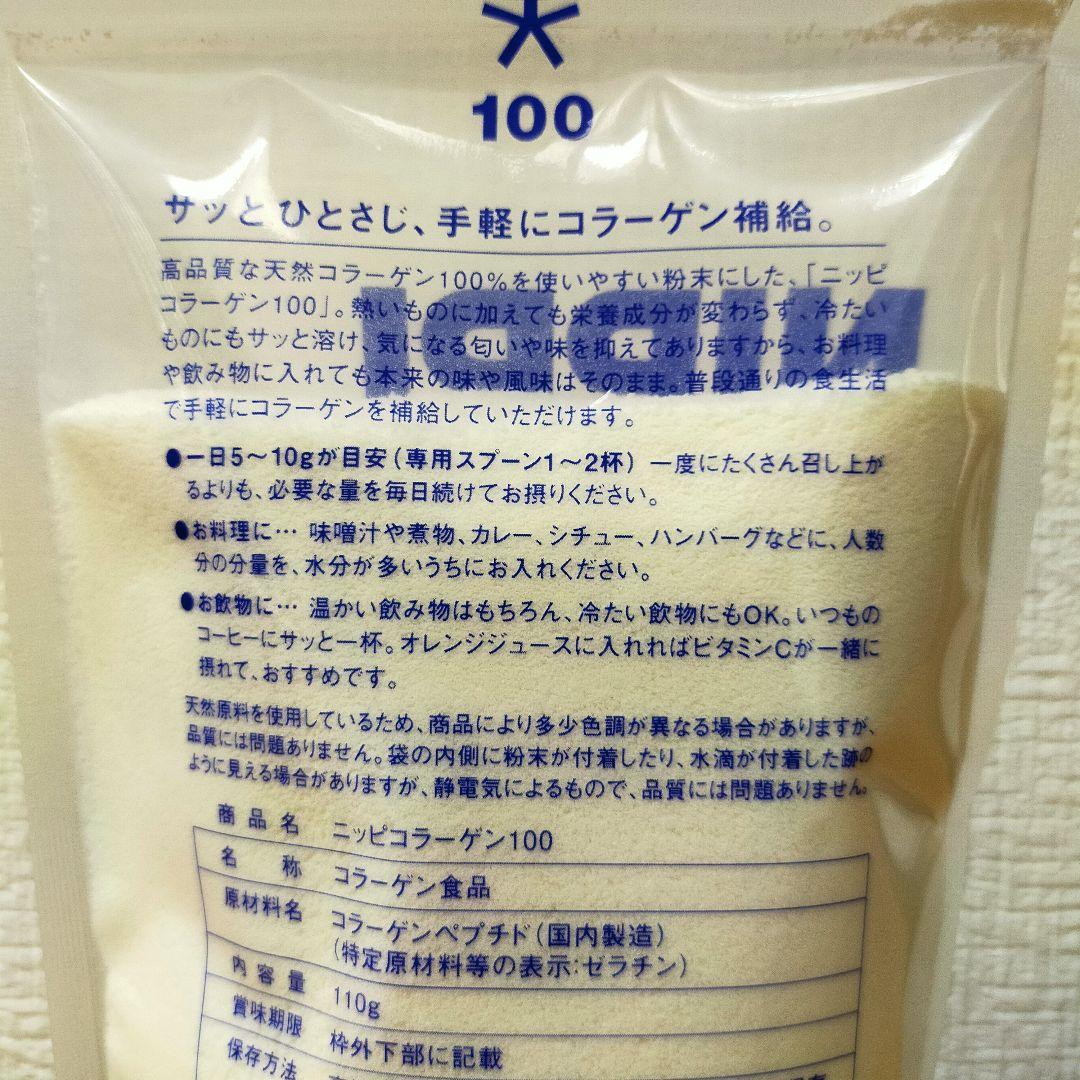 100
サッとひとさじ、手軽にコラーゲン補給。
高品質な天然コラーゲン100%を使いやすい粉末にした、「ニッピ
コラーゲン100」。熱いものに加えても栄養成分が変わらず、冷たい
ものにもサッと溶け、気になる匂いや味を抑えてありますから、お料理
や飲み物に入れても本来の味や風味はそのまま。普段通りの食生活
で手軽にコラーゲンを補給していただけます。
●一日5〜10gが目安(専用スプーン1〜2杯) 一度にたくさん召し上が
るよりも、必要な量を毎日続けてお摂りください。
●お料理に… 味噌汁や煮物、カレー、シチュー、ハンバーグなどに、人数
分の分量を、水分が多いうちにお入れください。
●お飲物に… 温かい飲み物はもちろん、冷たい飲物にもOK。いつもの
コーヒーにサッと一杯。オレンジジュースに入れればビタミンCが一緒に
摂れて、おすすめです。
天然原料を使用しているため、商品により多少色調が異なる場合がありますが、
品質には問題ありません。袋の内側に粉末が付着したり、水滴が付着した跡の
ように見える場合がありますが、静電気によるもので、品質には問題ありません。
商品名 ニッピコラーゲン100
名称 コラーゲン食品
原材料名 コラーゲンペプチド(国内製造)
(特定原材料等の表示:ゼラチン)
内容量 110g
賞味期限 枠外下部に記載
保存方法